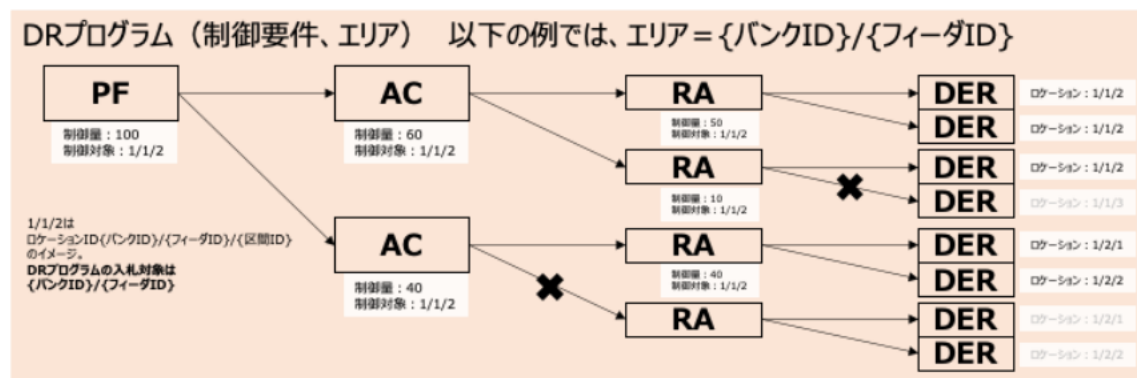 DRプログラム（制御要件、エリア）　以下の例では、エリア＝{バンクID}/{フィーダID}
PF
制御量：100
制御対象：1/1/2
AC
制御量：60
制御対象：1/1/2
RA
制御量：50
制御対象：1/1/2
DER
ロケーション：1/1/2
DER
ロケーション：1/1/2
RA
制御量：10
制御対象：1/1/2
DER
ロケーション：1/1/2
DER
ロケーション：1/1/3
1/1/2は
ロケーションID{バンクID}/{フィーダID}/{区間ID}
のイメージ。
DRプログラムの入札対象は
{バンクID}/{フィーダID}
AC
制御量：40
制御対象：1/1/2
RA
制御量：40
制御対象：1/1/2
DER
ロケーション：1/2/1
DER
ロケーション：1/2/2
RA
DER
ロケーション：1/2/1
DER
ロケーション：1/2/2